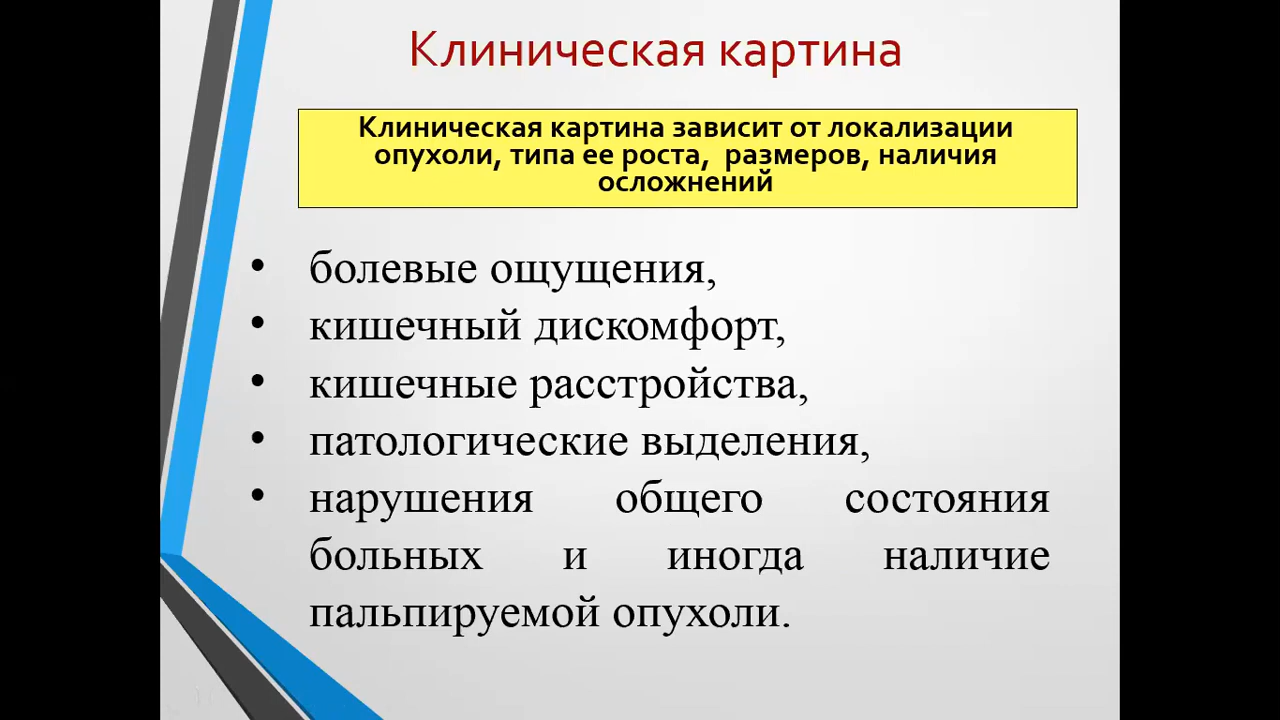 Клиническая картина
Клиническая картина зависит от локализации
опухоли, типа ее роста,  размеров, наличия
осложнений
• болевые ощущения,
• кишечный дискомфорт,
• кишечные расстройства,
• патологические выделения,
• нарушения общего состояния
больных и иногда наличие
пальпируемой опухоли.